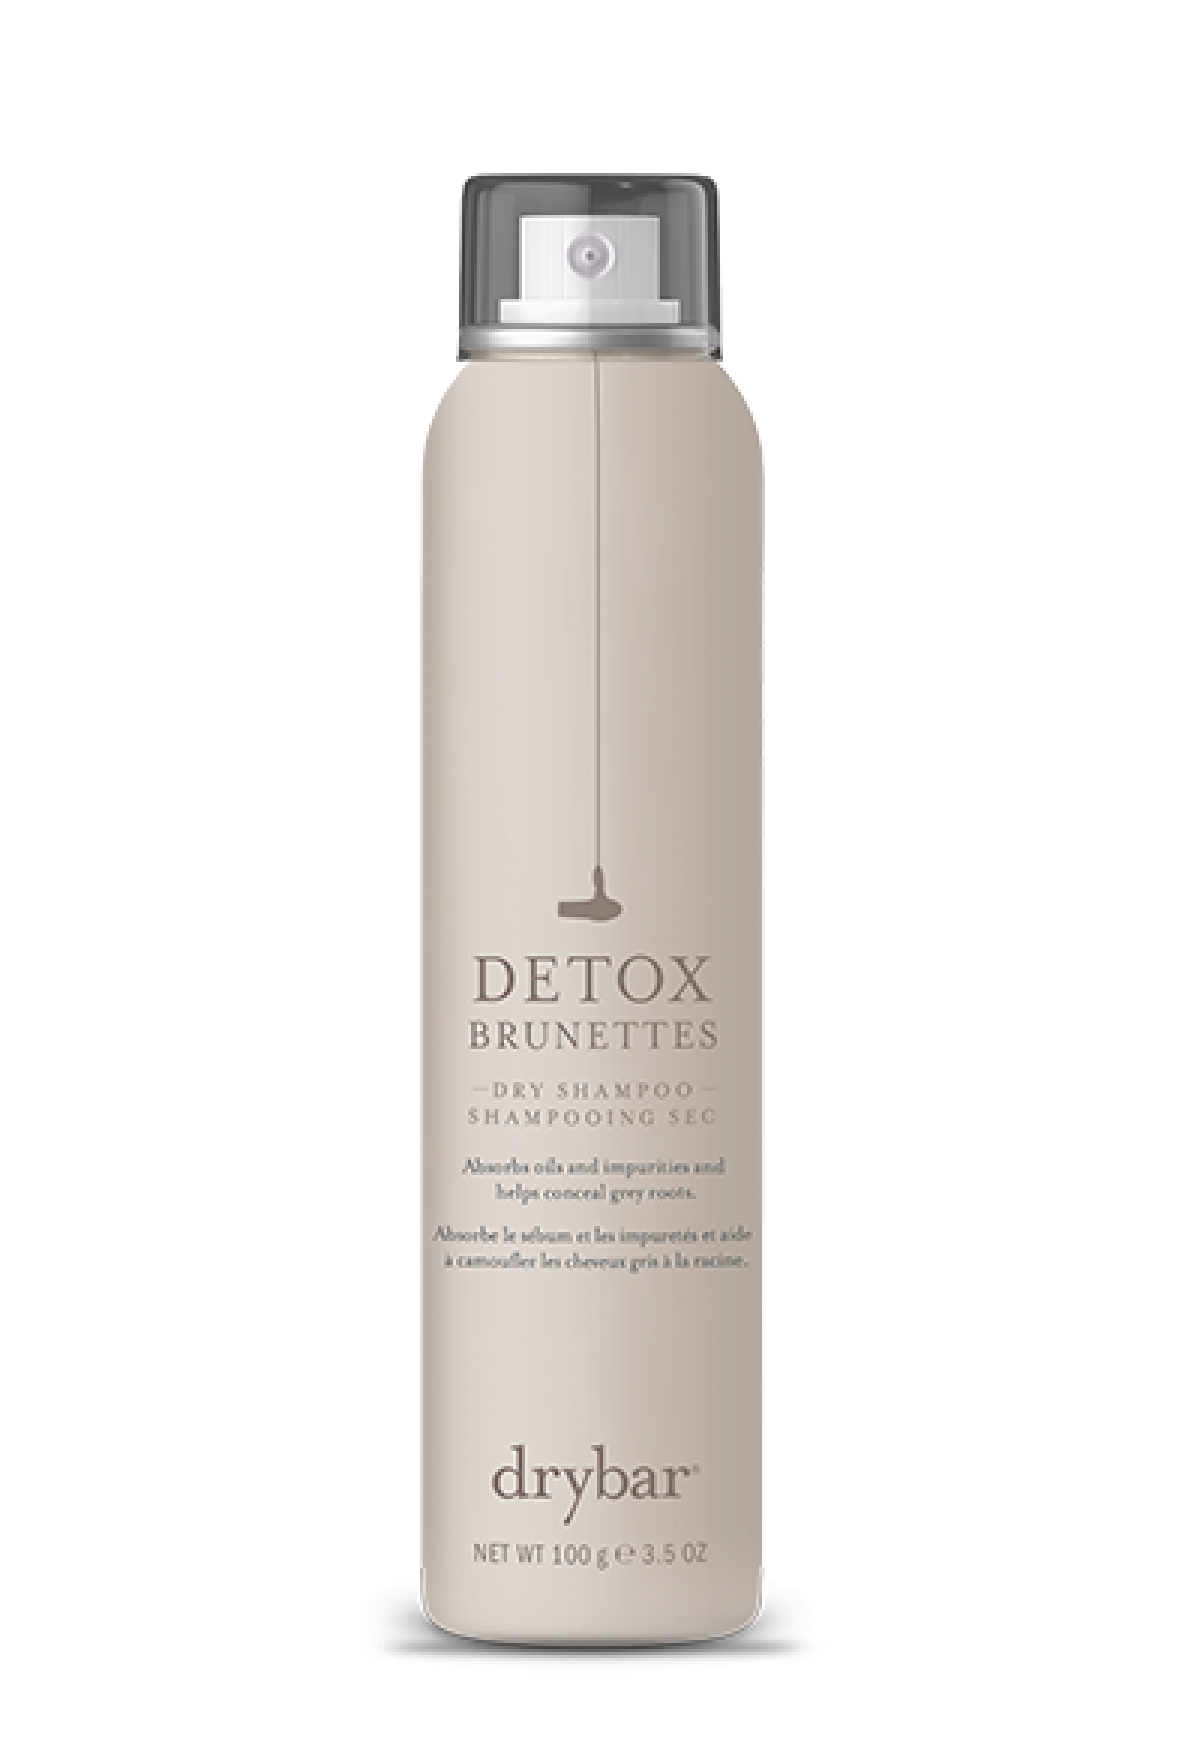 DETOX
BRUNETTES
—DRY SHAMPOO—
SHAMPOOING SEC
Absorbs oils and impurities and
helps conceal grey roots.
Absorbe le sébum et les impuretés et aide
à camoufler les cheveux gris à la racine.
drybar®
NET WT 100 g ℮ 3.5 OZ